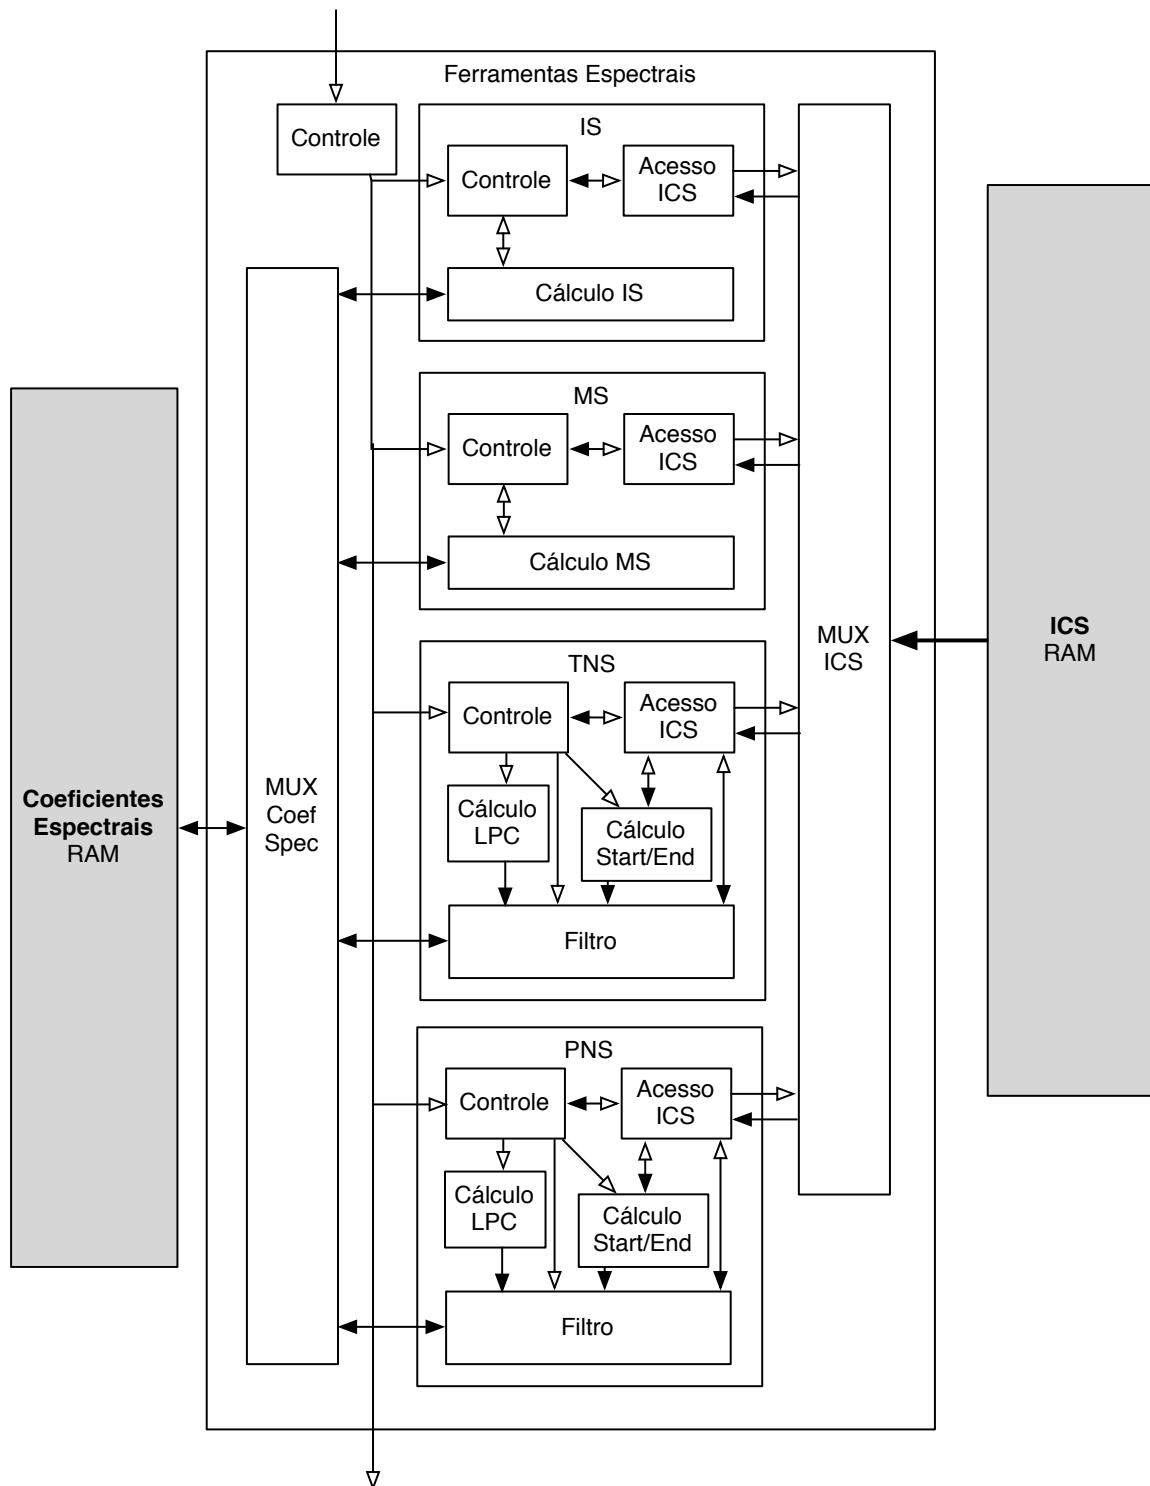 Ferramentas Espectrais
Controle
IS
Controle
Acesso
ICS
Cálculo IS
MS
Controle
Acesso
ICS
Cálculo MS
TNS
Controle
Acesso
ICS
Cálculo
LPC
Cálculo
Start/End
Filtro
PNS
Controle
Acesso
ICS
Cálculo
LPC
Cálculo
Start/End
Filtro
MUX
Coef
Spec
Coeficientes
Espectrais
RAM
MUX
ICS
ICS
RAM